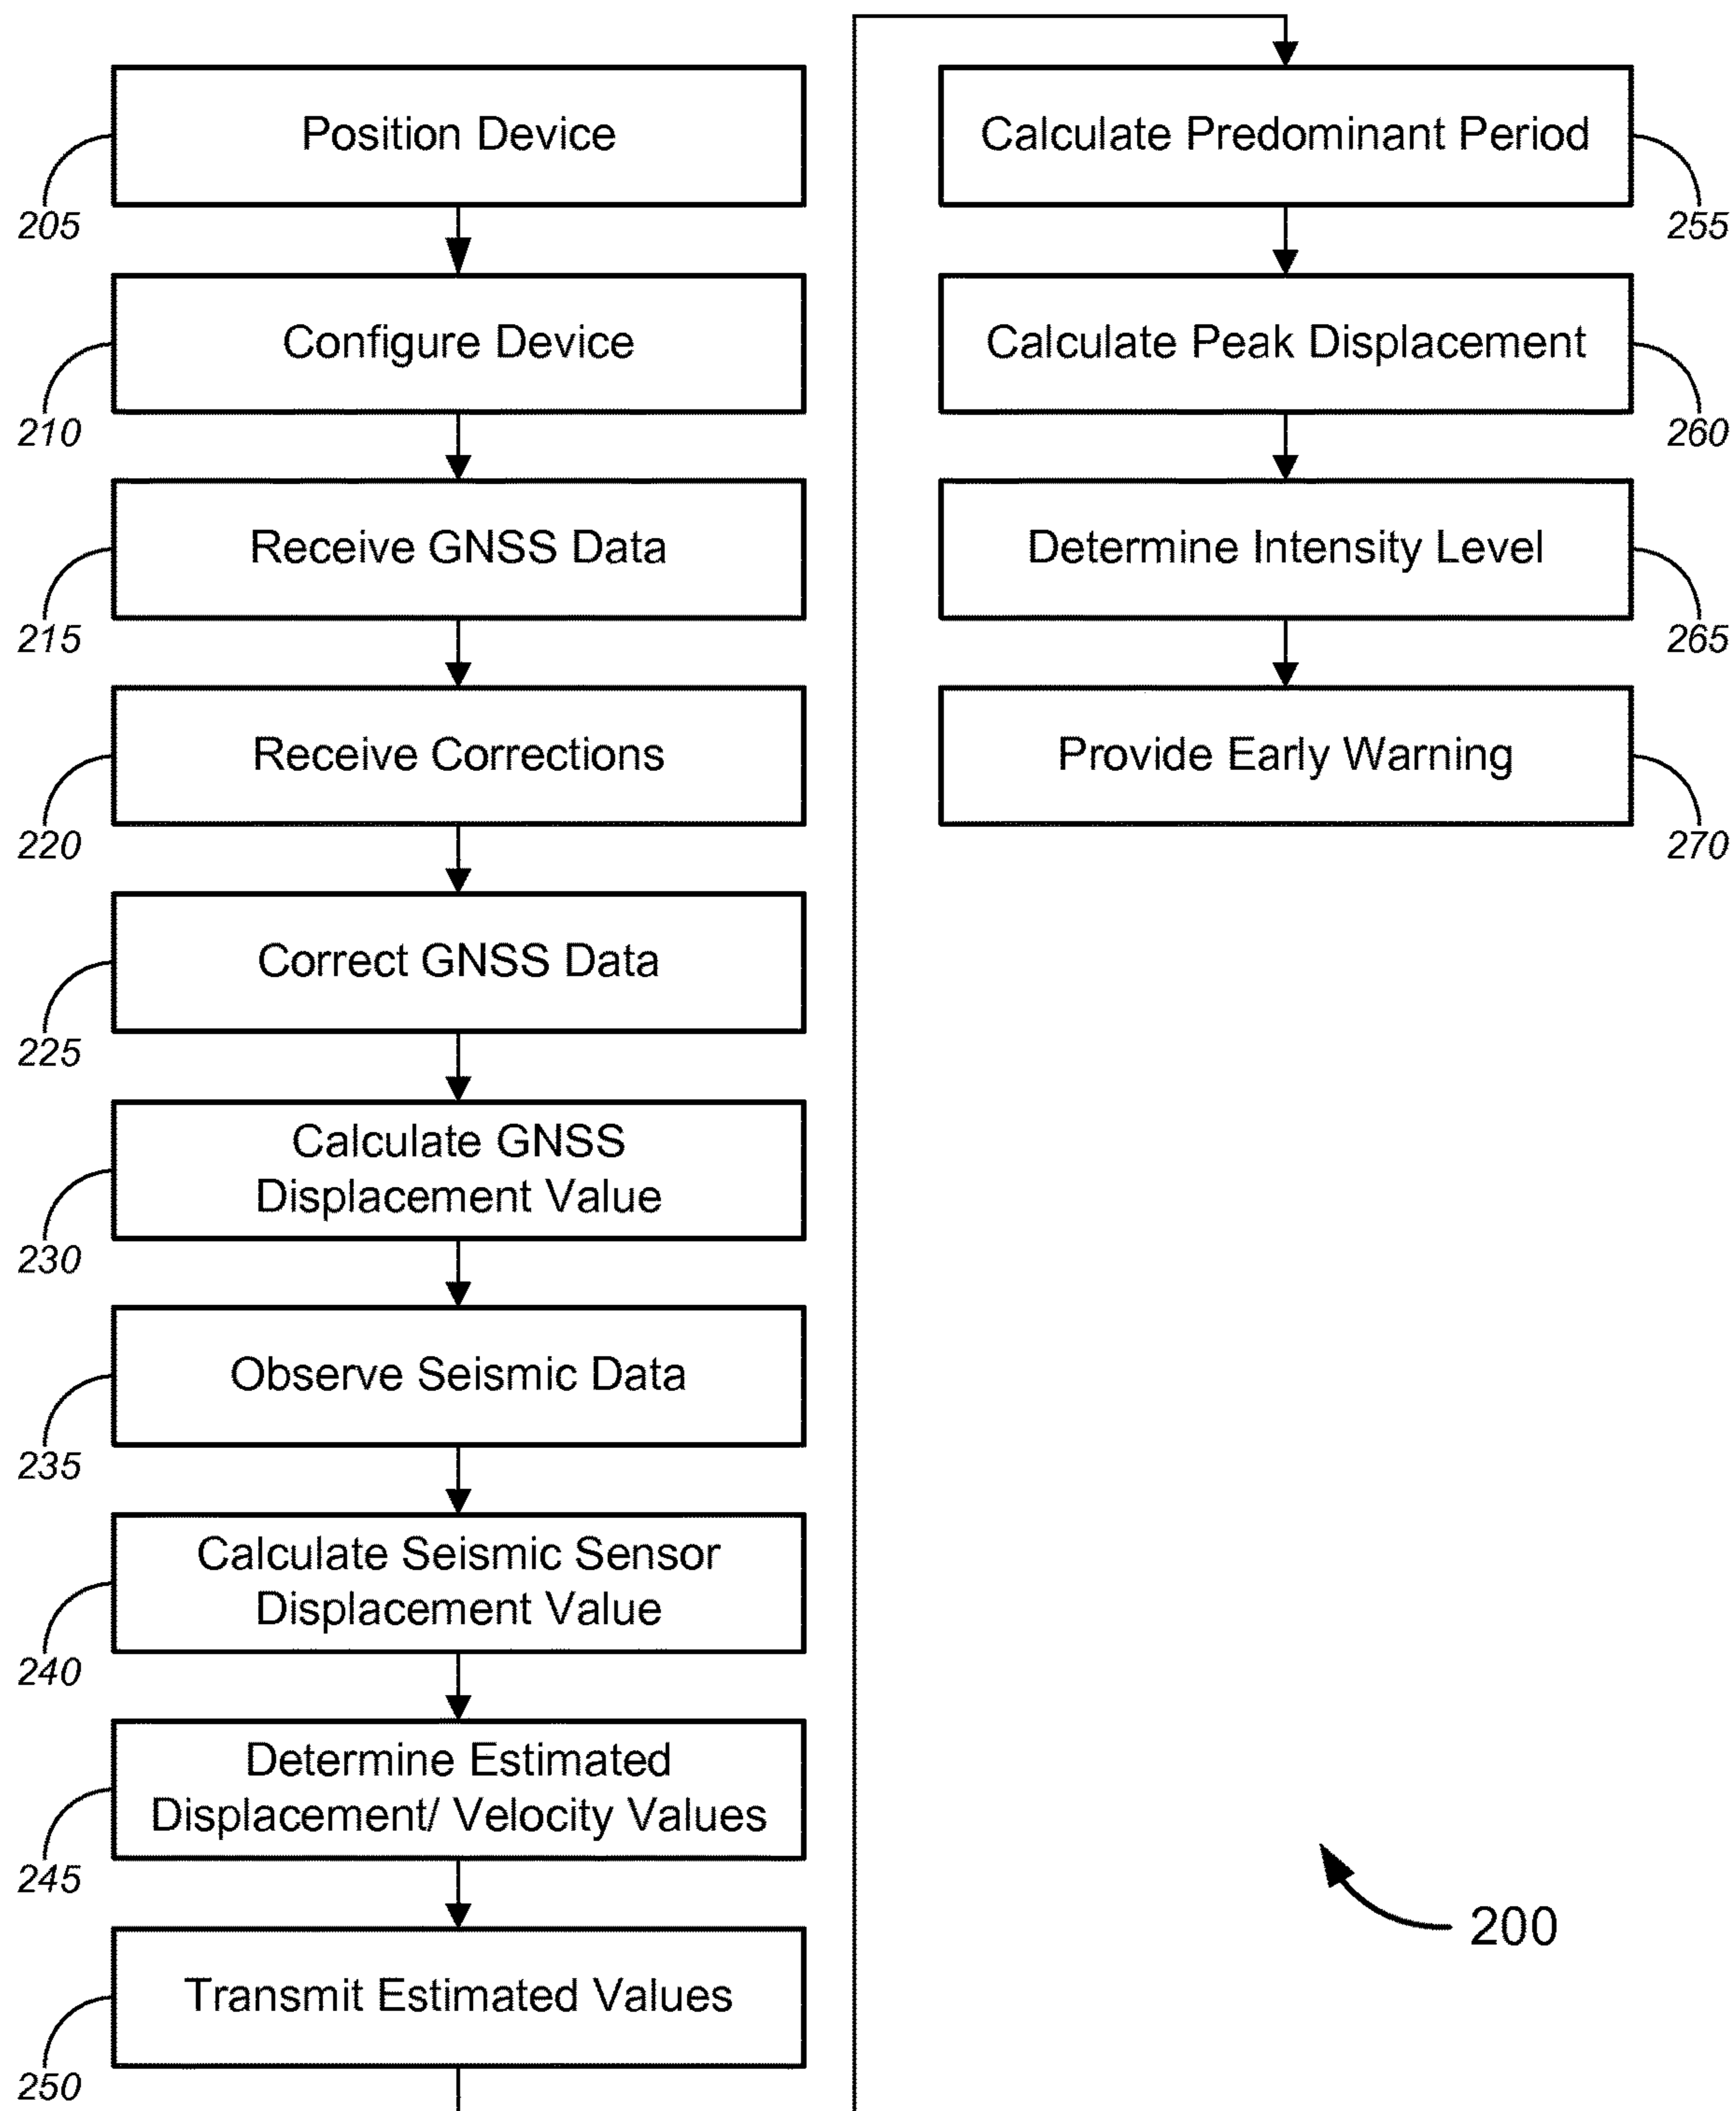 Position Device
205
Configure Device
210
Receive GNSS Data
215
Receive Corrections
220
Correct GNSS Data
225
Calculate GNSS
Displacement Value
230
Observe Seismic Data
235
Calculate Seismic Sensor
Displacement Value
240
Determine Estimated
Displacement/ Velocity Values
245
Transmit Estimated Values
250
Calculate Predominant Period
255
Calculate Peak Displacement
260
Determine Intensity Level
265
Provide Early Warning
270
200